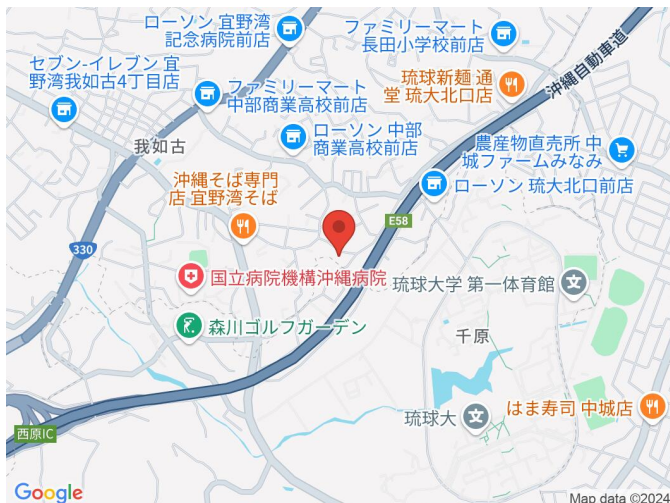 ローソン 宜野湾
記念病院前店
ファミリーマート
長田小学校前店
セブン-イレブン 宜
野湾我如古4丁目店
ファミリーマート
中部商業高校前店
琉球新麺 通
堂 琉大北口店
沖縄自動車道
ローソン 中部
商業高校前店
我如古
農産物直売所 中
城ファームみなみ
沖縄そば専門
店 宜野湾そば
ローソン 琉大北口前店
E58
330
国立病院機構沖縄病院
琉球大学 第一体育館
森川ゴルフガーデン
千原
はま寿司 中城店
琉球大
西原IC
Google
Map data ©2024